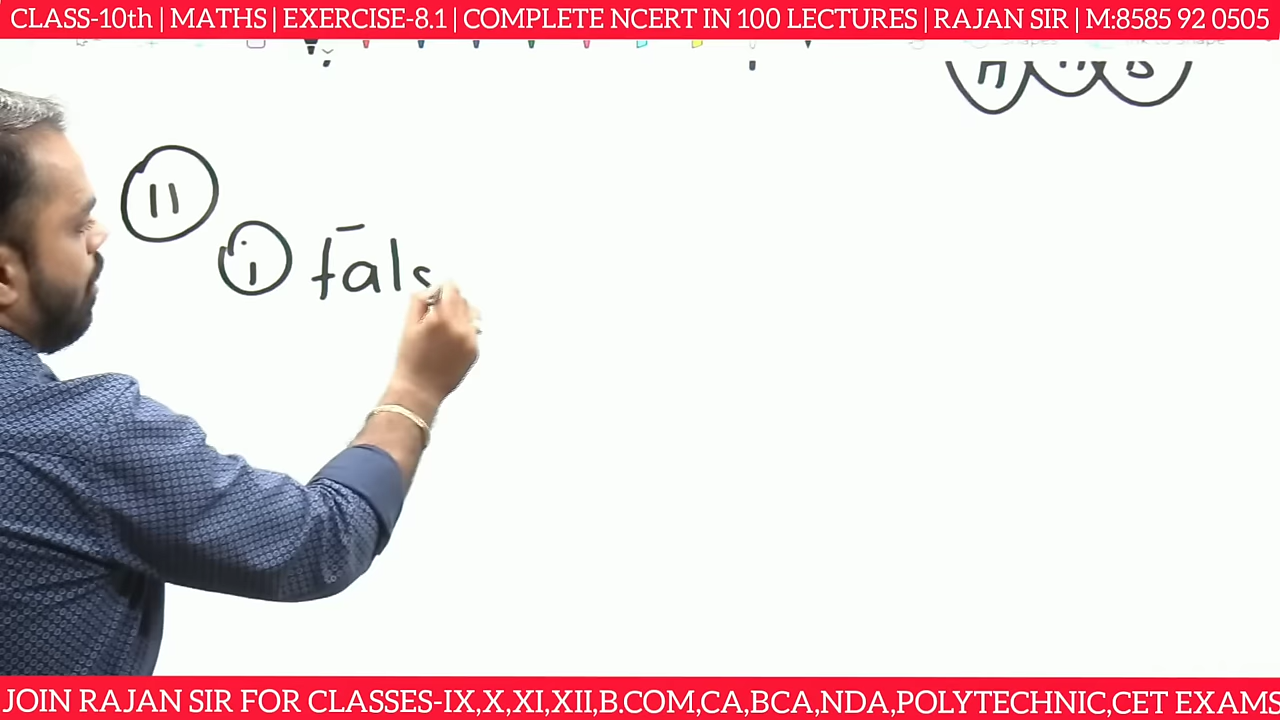 CLASS-10th | MATHS | EXERCISE-8.1 | COMPLETE NCERT IN 100 LECTURES | RAJAN SIR | M:8585 92 0505
11
i fals
JOIN RAJAN SIR FOR CLASSES-IX,X,XI,XII,B.COM,CA,BCA,NDA,POLYTECHNIC,CET EXAMS